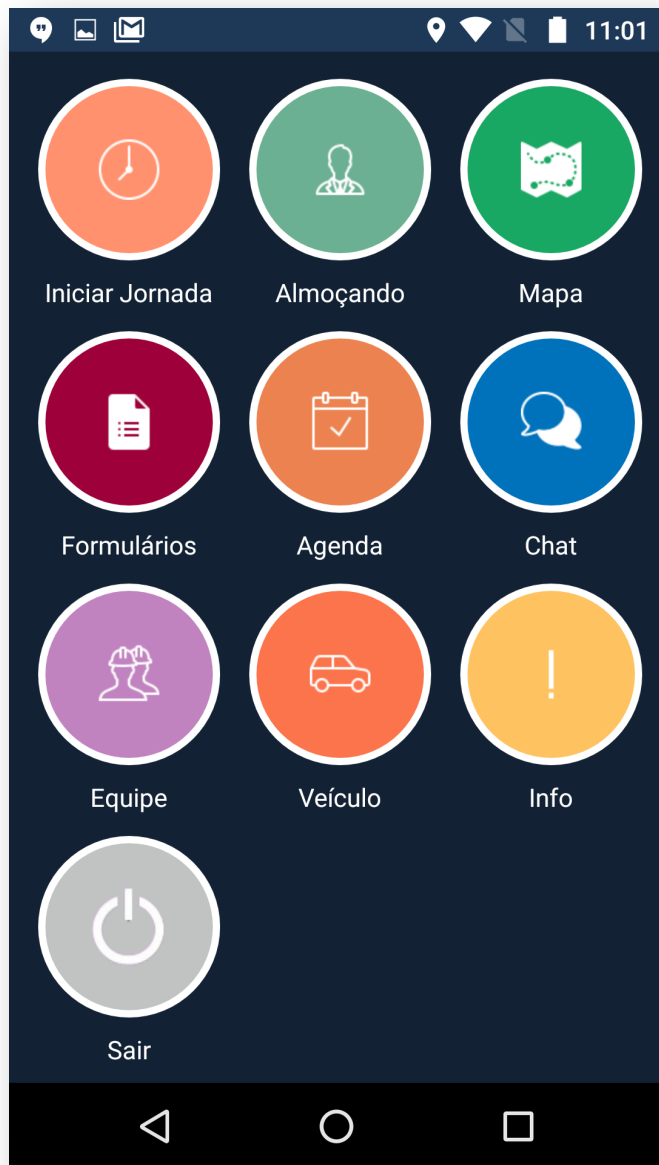 11:01
Iniciar Jornada
Almoçando
Mapa
Formulários
Agenda
Chat
Equipe
Veículo
Info
Sair